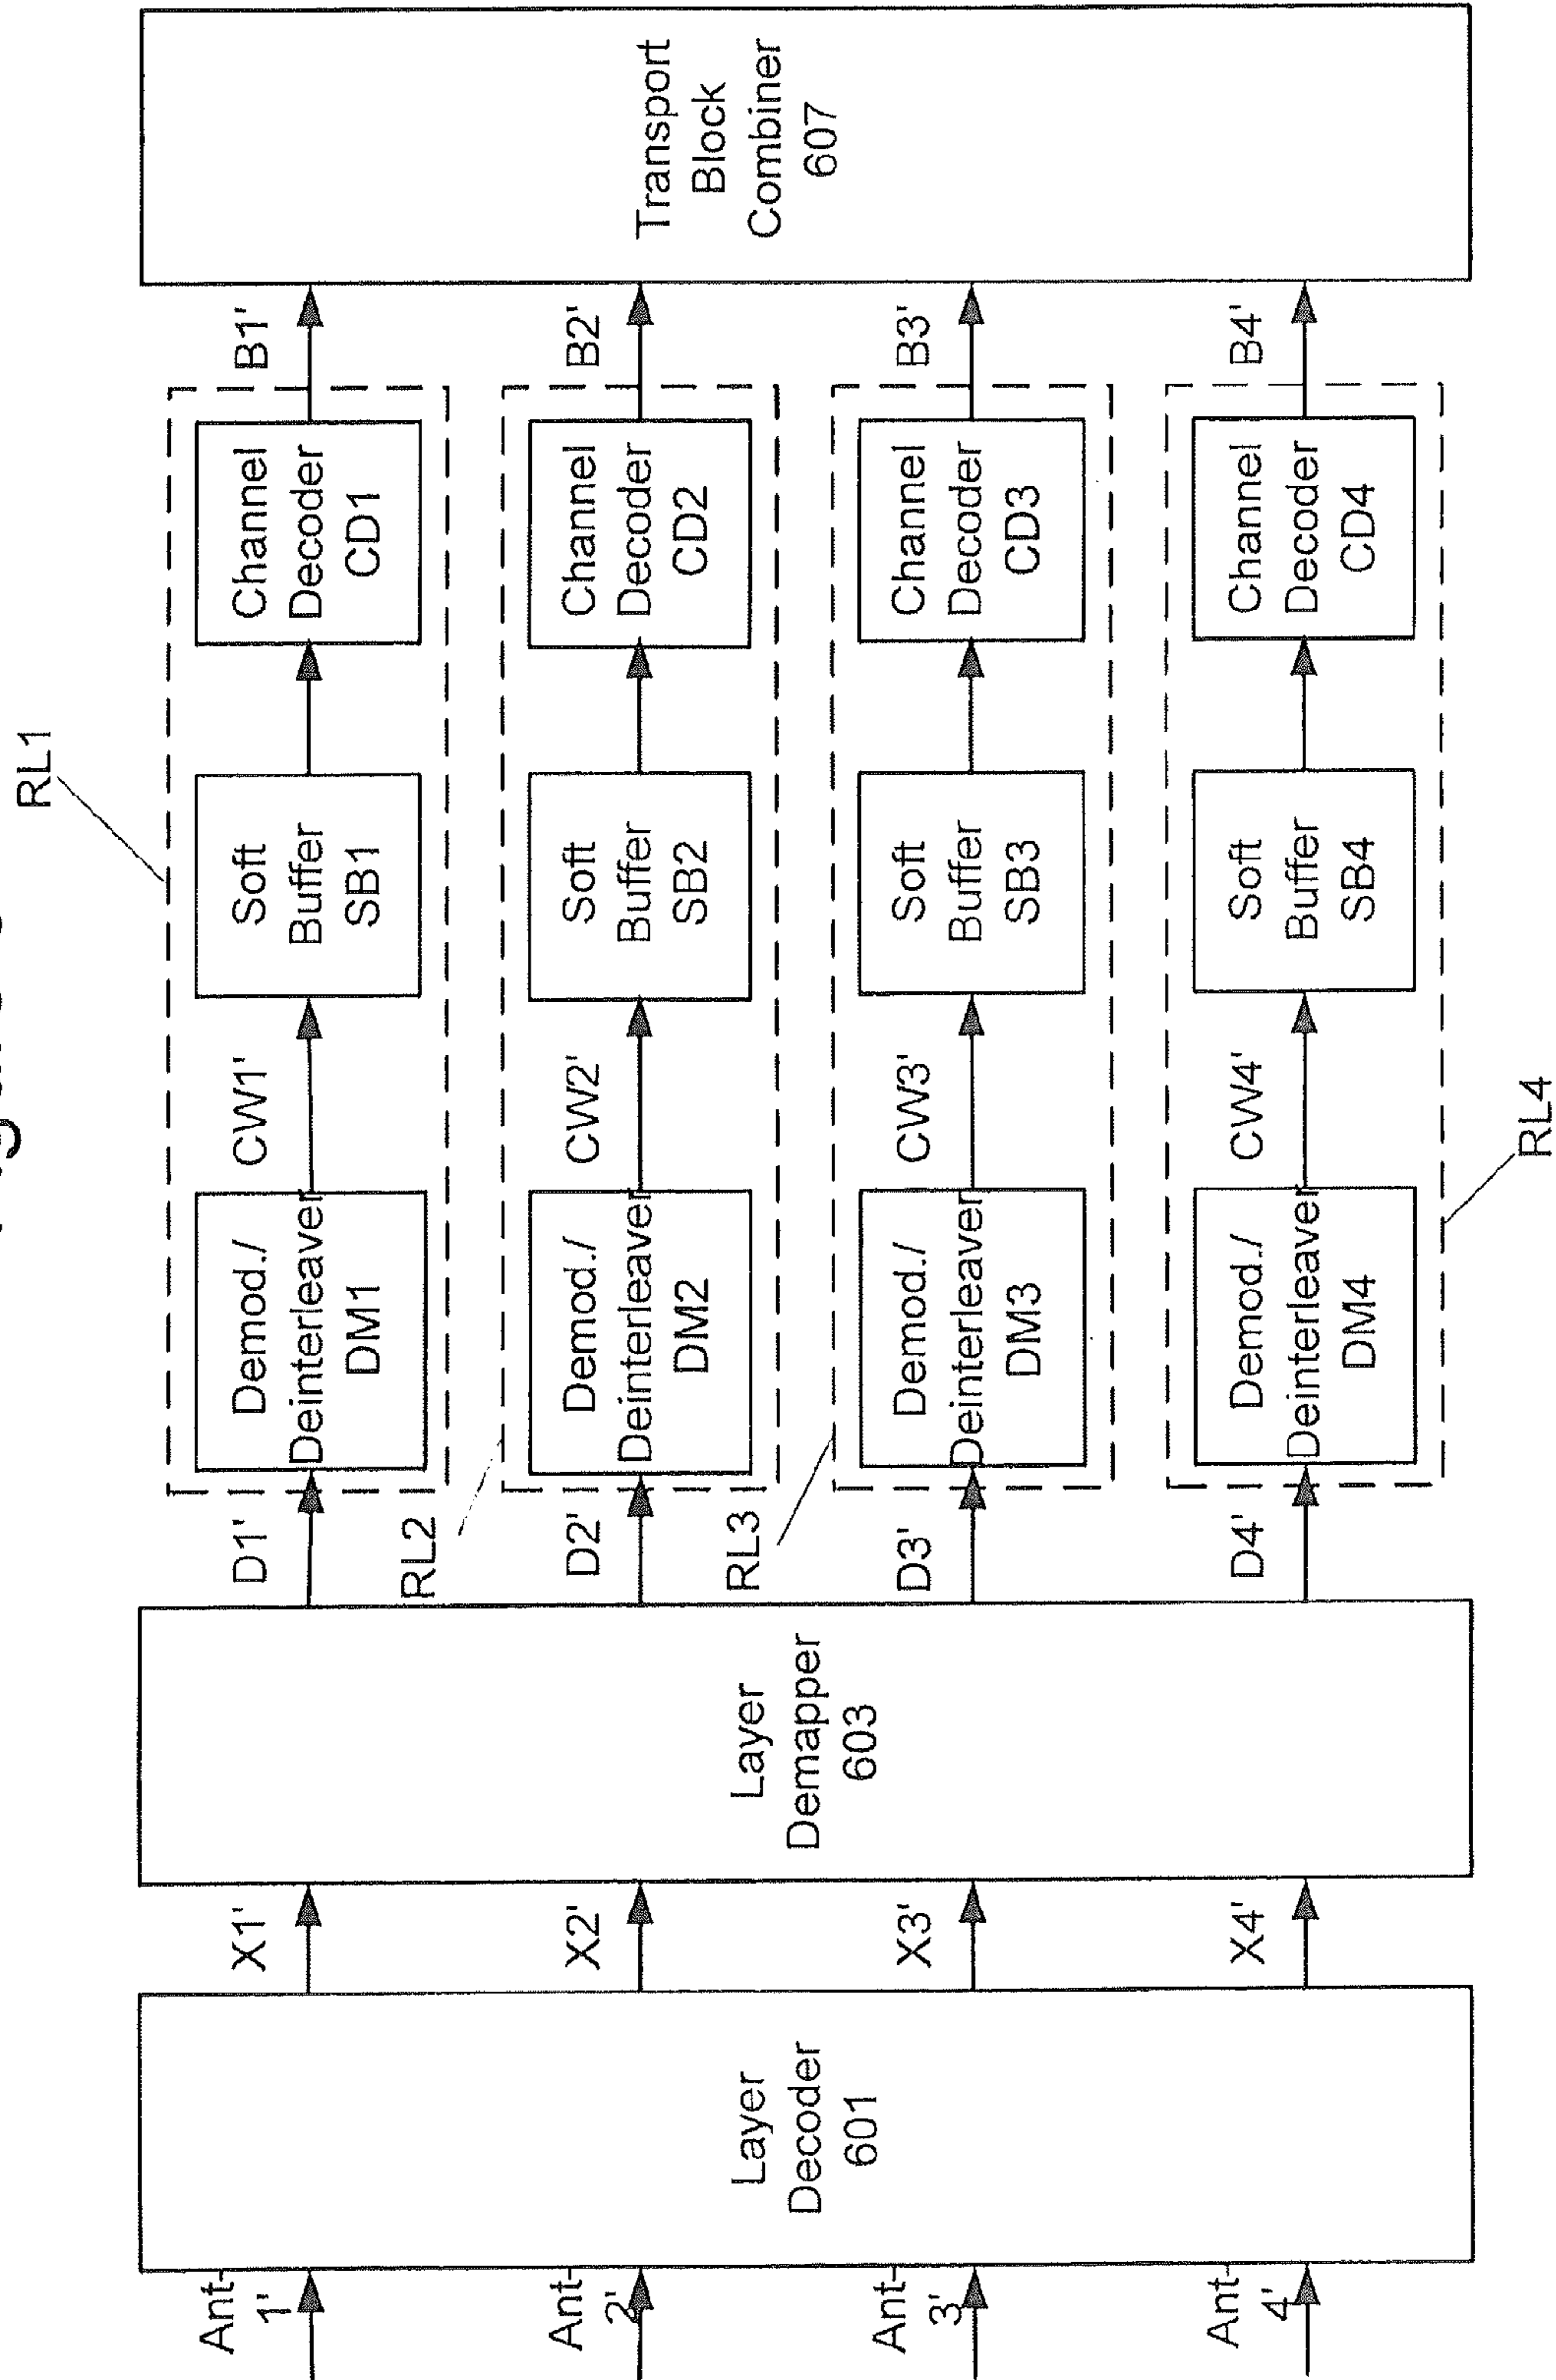 Ant-
1'
Ant-
2'
Ant-
3'
Ant-
4'
Layer
Decoder
601
X1'
X2'
X3'
X4'
Layer
Demapper
603
D1'
RL2
D2'
RL3
D3'
D4'
RL1
Demod./
Deinterleaver
DM1
CW1'
Soft
Buffer
SB1
Channel
Decoder
CD1
B1'
Demod./
Deinterleaver
DM2
CW2'
Soft
Buffer
SB2
Channel
Decoder
CD2
B2'
Demod./
Deinterleaver
DM3
CW3'
Soft
Buffer
SB3
Channel
Decoder
CD3
B3'
Demod./
Deinterleaver
DM4
CW4'
Soft
Buffer
SB4
Channel
Decoder
CD4
B4'
RL4
Transport
Block
Combiner
607